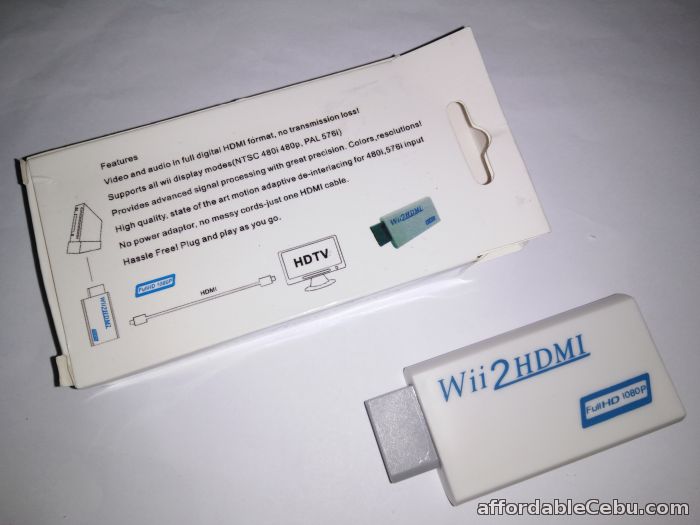 Features
Video and audio in full digital HDMI format, no transmission loss!
Supports all wii display modes(NTSC 480i 480p, PAL 576i)
Provides advanced signal processing with great precision. Colors,resolutions!
High quality, state of the art motion adaptive de-interlacing for 480i,576i input
No power adaptor, no messy cords-just one HDMI cable.
Hassle Free! Plug and play as you go.
Wii2HDMI
HDTV
FullHD 1080P
HDMI
Wii2HDMI
Wii2HDMI
FullHD 1080P
affordableCebu.com